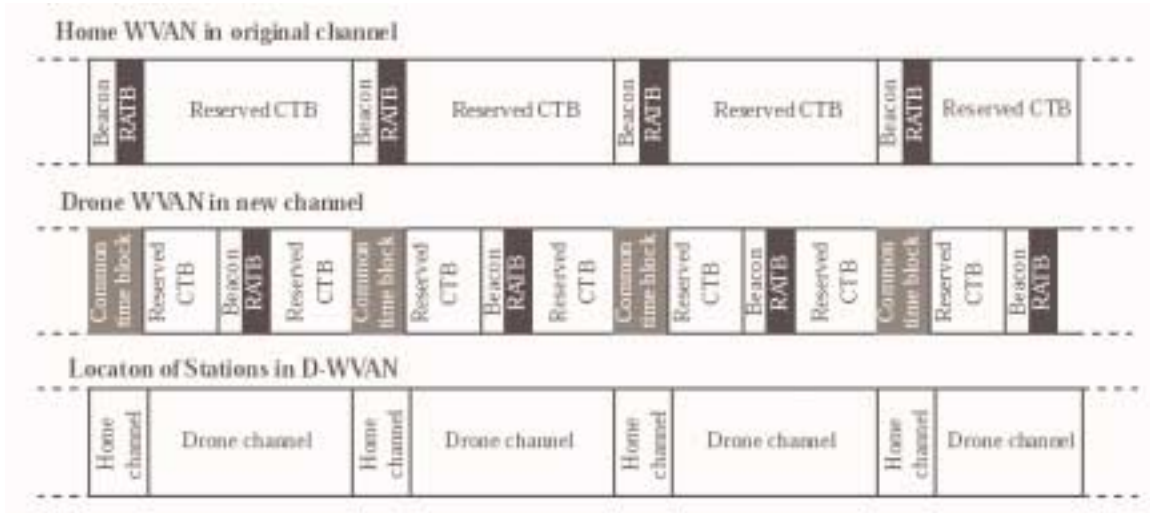 Home WVAN in original channel
Beacon RATB Reserved CTB Beacon RATB Reserved CTB Beacon RATB Reserved CTB Beacon RATB Reserved CTB
Drone WVAN in new channel
Common time block Reserved CTB Beacon RATB Reserved CTB Common time block Reserved CTB Beacon RATB Reserved CTB Common time block Reserved CTB Beacon RATB Reserved CTB Common time block Reserved CTB Beacon RATB
Locaton of Stations in D-WVAN
Home channel Drone channel Home channel Drone channel Home channel Drone channel Home channel Drone channel